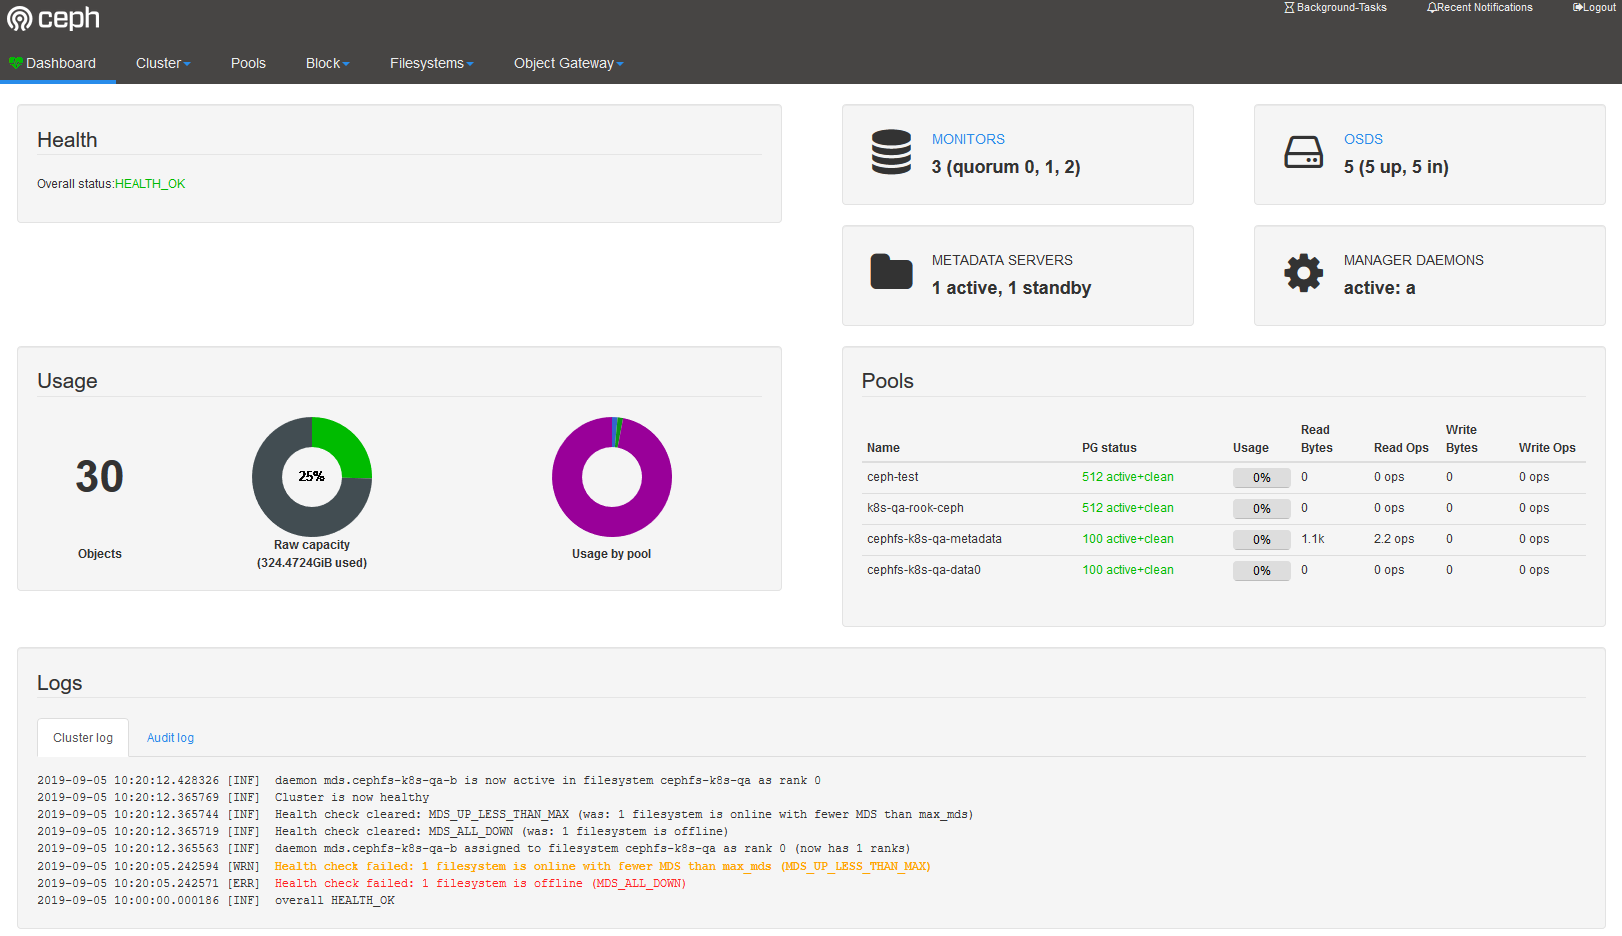 ceph
Background-Tasks Recent Notifications Logout
Dashboard Cluster Pools Block Filesystems Object Gateway
Health
Overall status:HEALTH_OK
MONITORS
3 (quorum 0, 1, 2)
OSDS
5 (5 up, 5 in)
METADATA SERVERS
1 active, 1 standby
MANAGER DAEMONS
active: a
Usage
30
Objects
25%
Raw capacity
(324.4724GiB used)
Usage by pool
Pools
Name PG status Usage Read Bytes Read Ops Write Bytes Write Ops
ceph-test 512 active+clean 0% 0 0 ops 0 0 ops
k8s-qa-rook-ceph 512 active+clean 0% 0 0 ops 0 0 ops
cephfs-k8s-qa-metadata 100 active+clean 0% 1.1k 2.2 ops 0 0 ops
cephfs-k8s-qa-data0 100 active+clean 0% 0 0 ops 0 0 ops
Logs
Cluster log Audit log
2019-09-05 10:20:12.428326 [INF] daemon mds.cephfs-k8s-qa-b is now active in filesystem cephfs-k8s-qa as rank 0
2019-09-05 10:20:12.365769 [INF] Cluster is now healthy
2019-09-05 10:20:12.365744 [INF] Health check cleared: MDS_UP_LESS_THAN_MAX (was: 1 filesystem is online with fewer MDS than max_mds)
2019-09-05 10:20:12.365719 [INF] Health check cleared: MDS_ALL_DOWN (was: 1 filesystem is offline)
2019-09-05 10:20:12.365563 [INF] daemon mds.cephfs-k8s-qa-b assigned to filesystem cephfs-k8s-qa as rank 0 (now has 1 ranks)
2019-09-05 10:20:05.242594 [WRN] Health check failed: 1 filesystem is online with fewer MDS than max_mds (MDS_UP_LESS_THAN_MAX)
2019-09-05 10:20:05.242571 [ERR] Health check failed: 1 filesystem is offline (MDS_ALL_DOWN)
2019-09-05 10:00:00.000186 [INF] overall HEALTH_OK